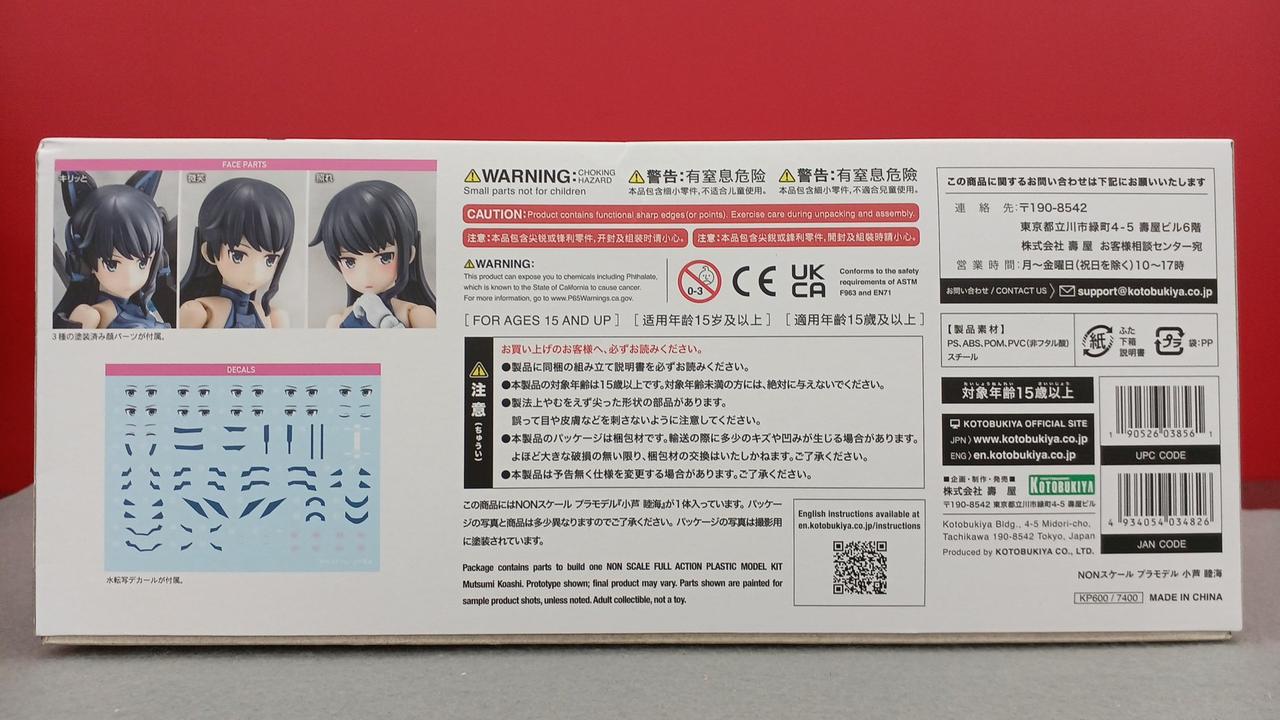 FACE PARTS
キリッと
微笑
照れ
3種の塗装済み顔パーツが付属。
DECALS
水転写デカールが付属。
WARNING: CHOKING HAZARD
Small parts not for children
警告:有窒息危险
本品包含细小零件,不适合儿童使用。
警告:有窒息危險
本品包含細小零件,不適合兒童使用。
CAUTION: Product contains functional sharp edges(or points). Exercise care during unpacking and assembly.
注意:本品包含尖锐或锋利零件,开封及组装时请小心。
注意:本品包含尖銳或鋒利零件,開封及組裝時請小心。
WARNING:
This product can expose you to chemicals including Phthalate,
which is known to the State of California to cause cancer.
For more information, go to www.P65Warnings.ca.gov.
0-3
CE
UK
CA
Conforms to the safety
requirements of ASTM
F963 and EN71
[ FOR AGES 15 AND UP ] [ 适用年龄15岁及以上 ] [ 適用年齡15歲及以上 ]
注意(ちゅうい)
お買い上げのお客様へ、必ずお読みください。
●製品に同梱の組み立て説明書を必ずお読みください。
●本製品の対象年齢は15歳以上です。対象年齢未満の方には、絶対に与えないでください。
●製法上やむをえず尖った形状の部品があります。
誤って目や皮膚などを刺さないように注意してください。
●本製品のパッケージは梱包材です。輸送の際に多少のキズや凹みが生じる場合があります。
よほど大きな破損の無い限り、梱包材の交換はいたしかねます。ご了承ください。
●本製品は予告無く仕様を変更する場合があります。ご了承ください。
この商品にはNONスケール プラモデル『小芦 睦海』が1体入っています。パッケー
ジの写真と商品は多少異なりますのでご了承ください。パッケージの写真は撮影用
に塗装されています。
Package contains parts to build one NON SCALE FULL ACTION PLASTIC MODEL KIT
Mutsumi Koashi. Prototype shown; final product may vary. Parts shown are painted for
sample product shots, unless noted. Adult collectible, not a toy.
English instructions available at
en.kotobukiya.co.jp/instructions
この商品に関するお問い合わせは下記にお願いいたします
連絡先:〒190-8542
東京都立川市緑町4-5 壽屋ビル6階
株式会社 壽屋 お客様相談センター宛
営業時間:月~金曜日(祝日を除く)10~17時
お問い合わせ / CONTACT US > support@kotobukiya.co.jp
【製品素材】
PS、ABS、POM、PVC(非フタル酸)
スチール
紙
ふた
下箱
説明書
プラ
袋:PP
たいしょうねんれい さいいじょう
対象年齢15歳以上
KOTOBUKIYA OFFICIAL SITE
JPN> www.kotobukiya.co.jp
ENG> en.kotobukiya.co.jp
■企画・制作・発売■
株式会社 壽 屋
KOTOBUKIYA
〒190-8542 東京都立川市緑町4-5 壽屋ビル
Kotobukiya Bldg., 4-5 Midori-cho,
Tachikawa 190-8542 Tokyo, Japan
Produced by KOTOBUKIYA CO., LTD.
1 90526 03856 1
UPC CODE
4 934054 034826
JAN CODE
NONスケール プラモデル 小芦 睦海
KP600 / 7400
MADE IN CHINA